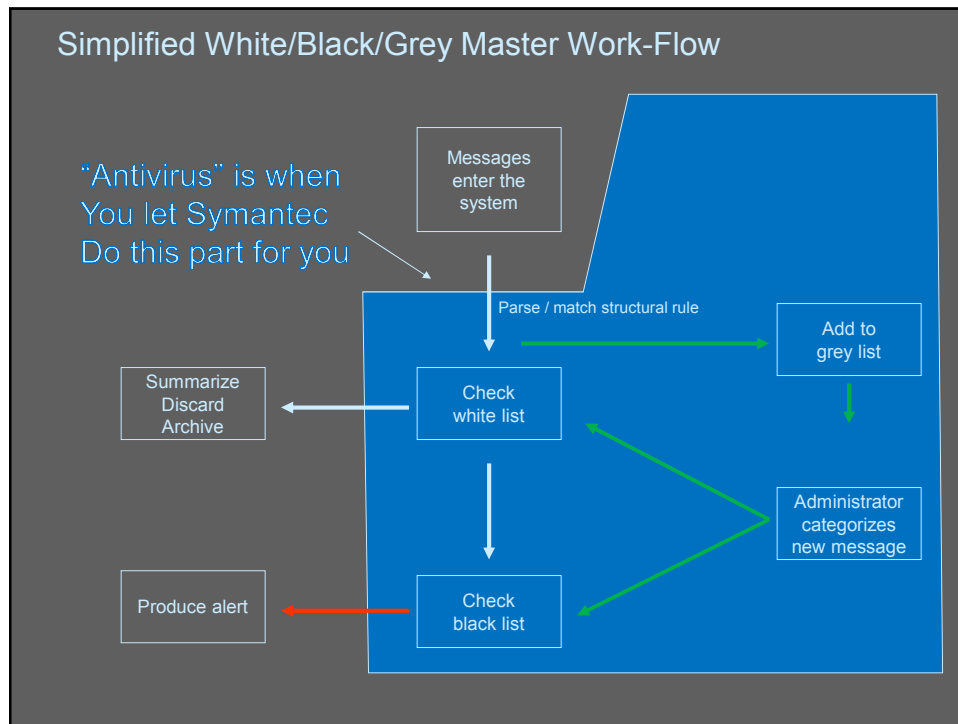 Simplified White/Black/Grey Master Work-Flow
"Antivirus" is when
You let Symantec
Do this part for you
Messages
enter the
system
Parse / match structural rule
Add to
grey list
Summarize
Discard
Archive
Check
white list
Administrator
categorizes
new message
Produce alert
Check
black list